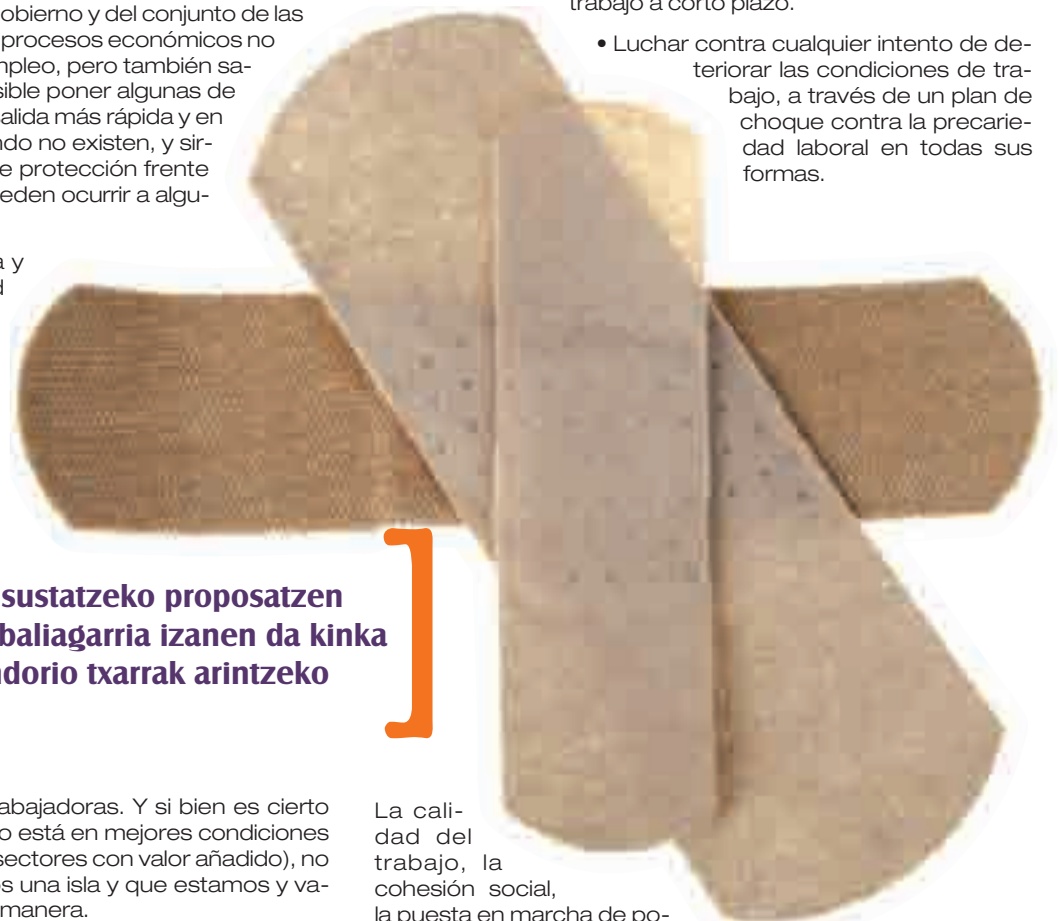 obierno y del conjunto de las
procesos económicos no
mpleo, pero también sa-
sible poner algunas de
salida más rápida y en
ndo no existen, y sir-
e protección frente
eden ocurrir a algu-
a y
d
sustatzeko proposatzen
baliagarria izanen da kinka
ndorio txarrak arintzeko
abajadoras. Y si bien es cierto
o está en mejores condiciones
sectores con valor añadido), no
os una isla y que estamos y va-
manera.
trabajo a corto plazo.
• Luchar contra cualquier intento de de-
teriorar las condiciones de tra-
bajo, a través de un plan de
choque contra la precarie-
dad laboral en todas sus
formas.
La cali-
dad del
trabajo, la
cohesión social,
la puesta en marcha de po-